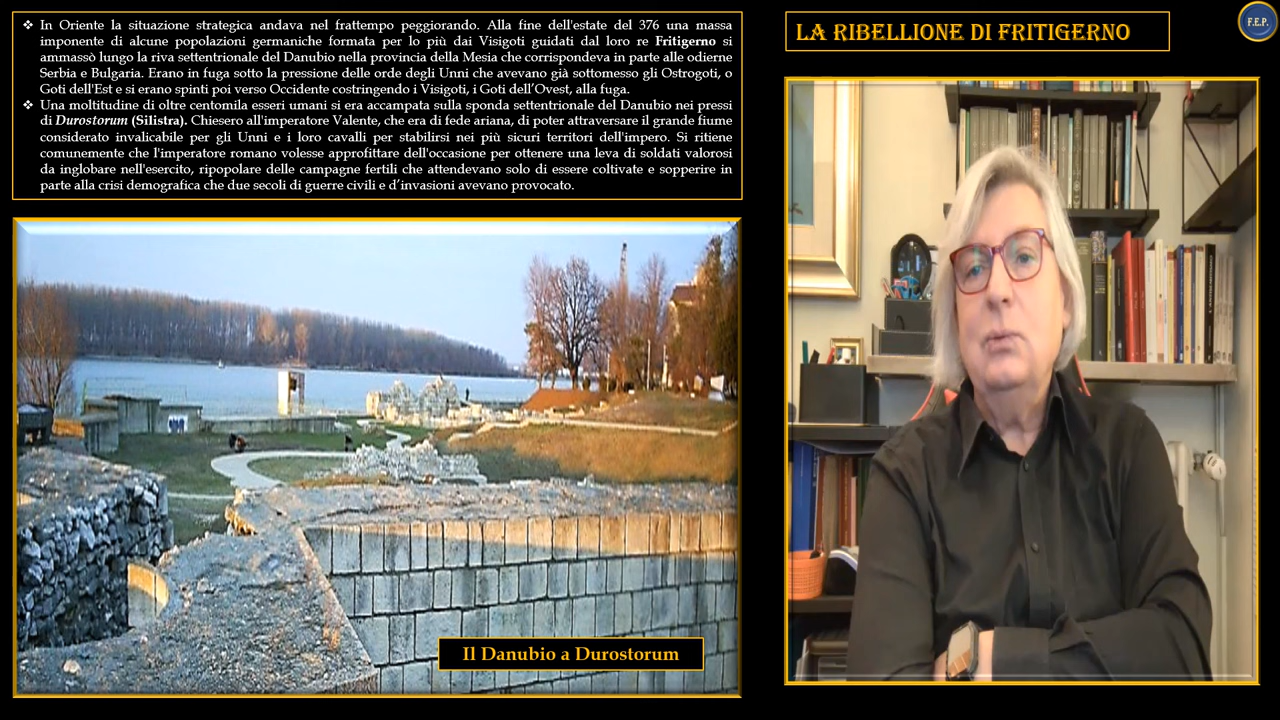 ❖ In Oriente la situazione strategica andava nel frattempo peggiorando. Alla fine dell'estate del 376 una massa
imponente di alcune popolazioni germaniche formata per lo più dai Visigoti guidati dal loro re Fritigerno si
ammassò lungo la riva settentrionale del Danubio nella provincia della Mesia che corrispondeva in parte alle odierne
Serbia e Bulgaria. Erano in fuga sotto la pressione delle orde degli Unni che avevano già sottomesso gli Ostrogoti, o
Goti dell'Est e si erano spinti poi verso Occidente costringendo i Visigoti, i Goti dell'Ovest, alla fuga.
❖ Una moltitudine di oltre centomila esseri umani si era accampata sulla sponda settentrionale del Danubio nei pressi
di Durostorum (Silistra). Chiesero all'imperatore Valente, che era di fede ariana, di poter attraversare il grande fiume
considerato invalicabile per gli Unni e i loro cavalli per stabilirsi nei più sicuri territori dell'impero. Si ritiene
comunemente che l'imperatore romano volesse approfittare dell'occasione per ottenere una leva di soldati valorosi
da inglobare nell'esercito, ripopolare delle campagne fertili che attendevano solo di essere coltivate e sopperire in
parte alla crisi demografica che due secoli di guerre civili e d'invasioni avevano provocato.
LA RIBELLIONE DI FRITIGERNO
F.E.P.
Il Danubio a Durostorum